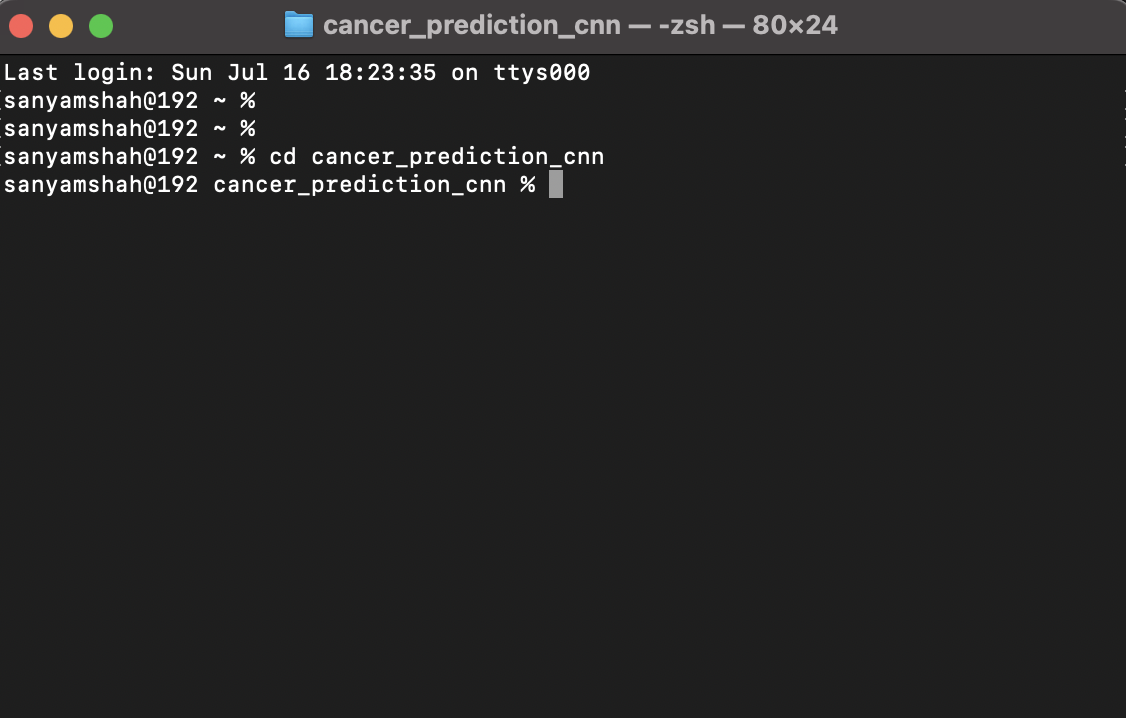 cancer_prediction_cnn — -zsh — 80×24
Last login: Sun Jul 16 18:23:35 on ttys000
[sanyamshah@192 ~ %
[sanyamshah@192 ~ %
[sanyamshah@192 ~ % cd cancer_prediction_cnn
sanyamshah@192 cancer_prediction_cnn %